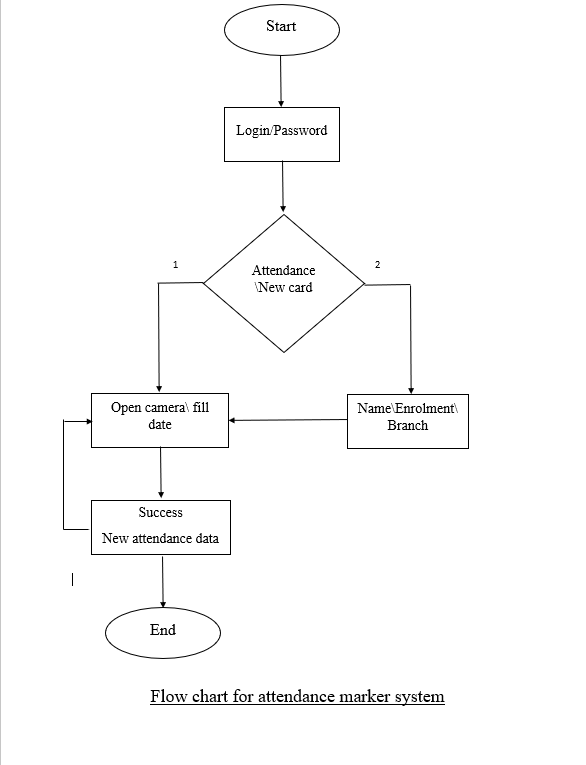 Start
Login/Password
1
2
Attendance
\New card
Open camera\ fill
date
Name\Enrolment\
Branch
Success
New attendance data
End
Flow chart for attendance marker system